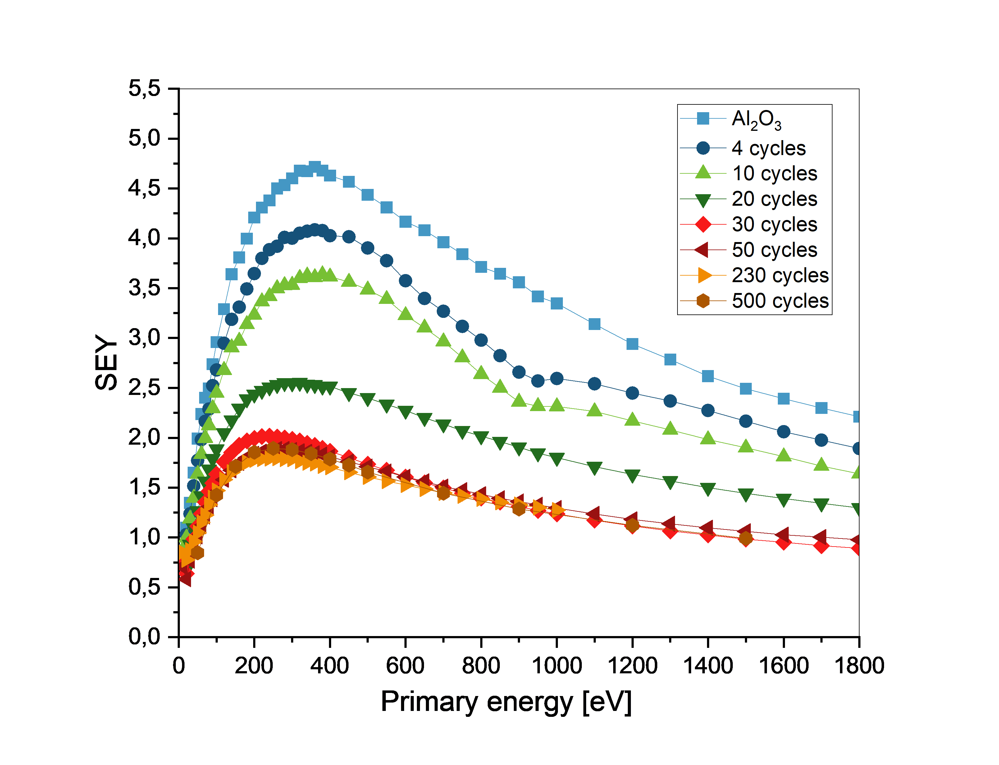 5,5
5,0
4,5
4,0
3,5
3,0
2,5
2,0
1,5
1,0
0,5
0,0
SEY
Al₂O₃
4 cycles
10 cycles
20 cycles
30 cycles
50 cycles
230 cycles
500 cycles
0 200 400 600 800 1000 1200 1400 1600 1800
Primary energy [eV]